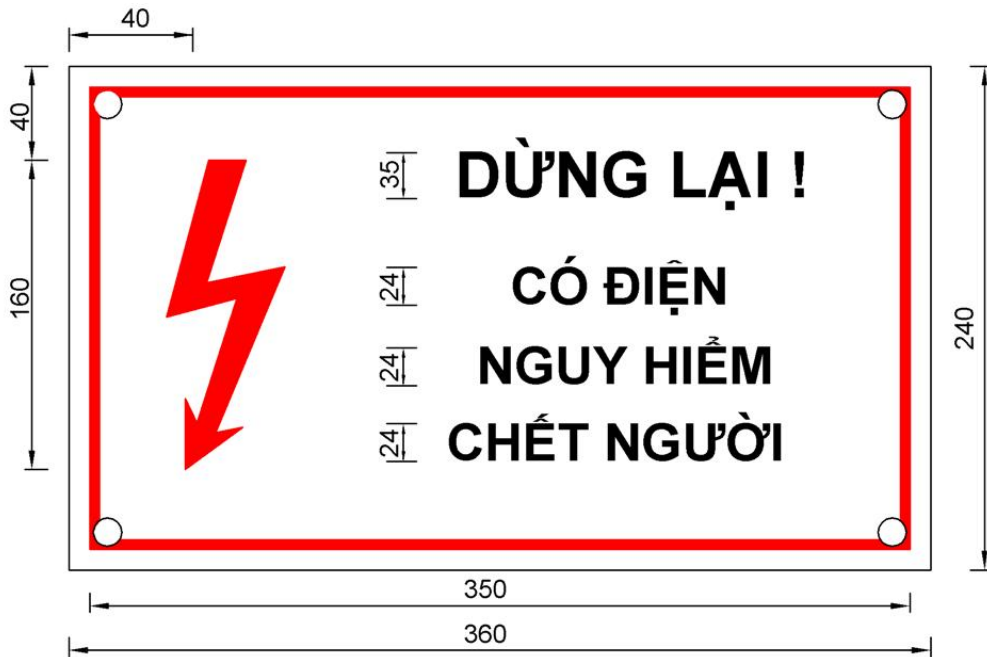 40
40
160
35
DỪNG LẠI !
24
CÓ ĐIỆN
24
NGUY HIỂM
24
CHẾT NGƯỜI
240
350
360